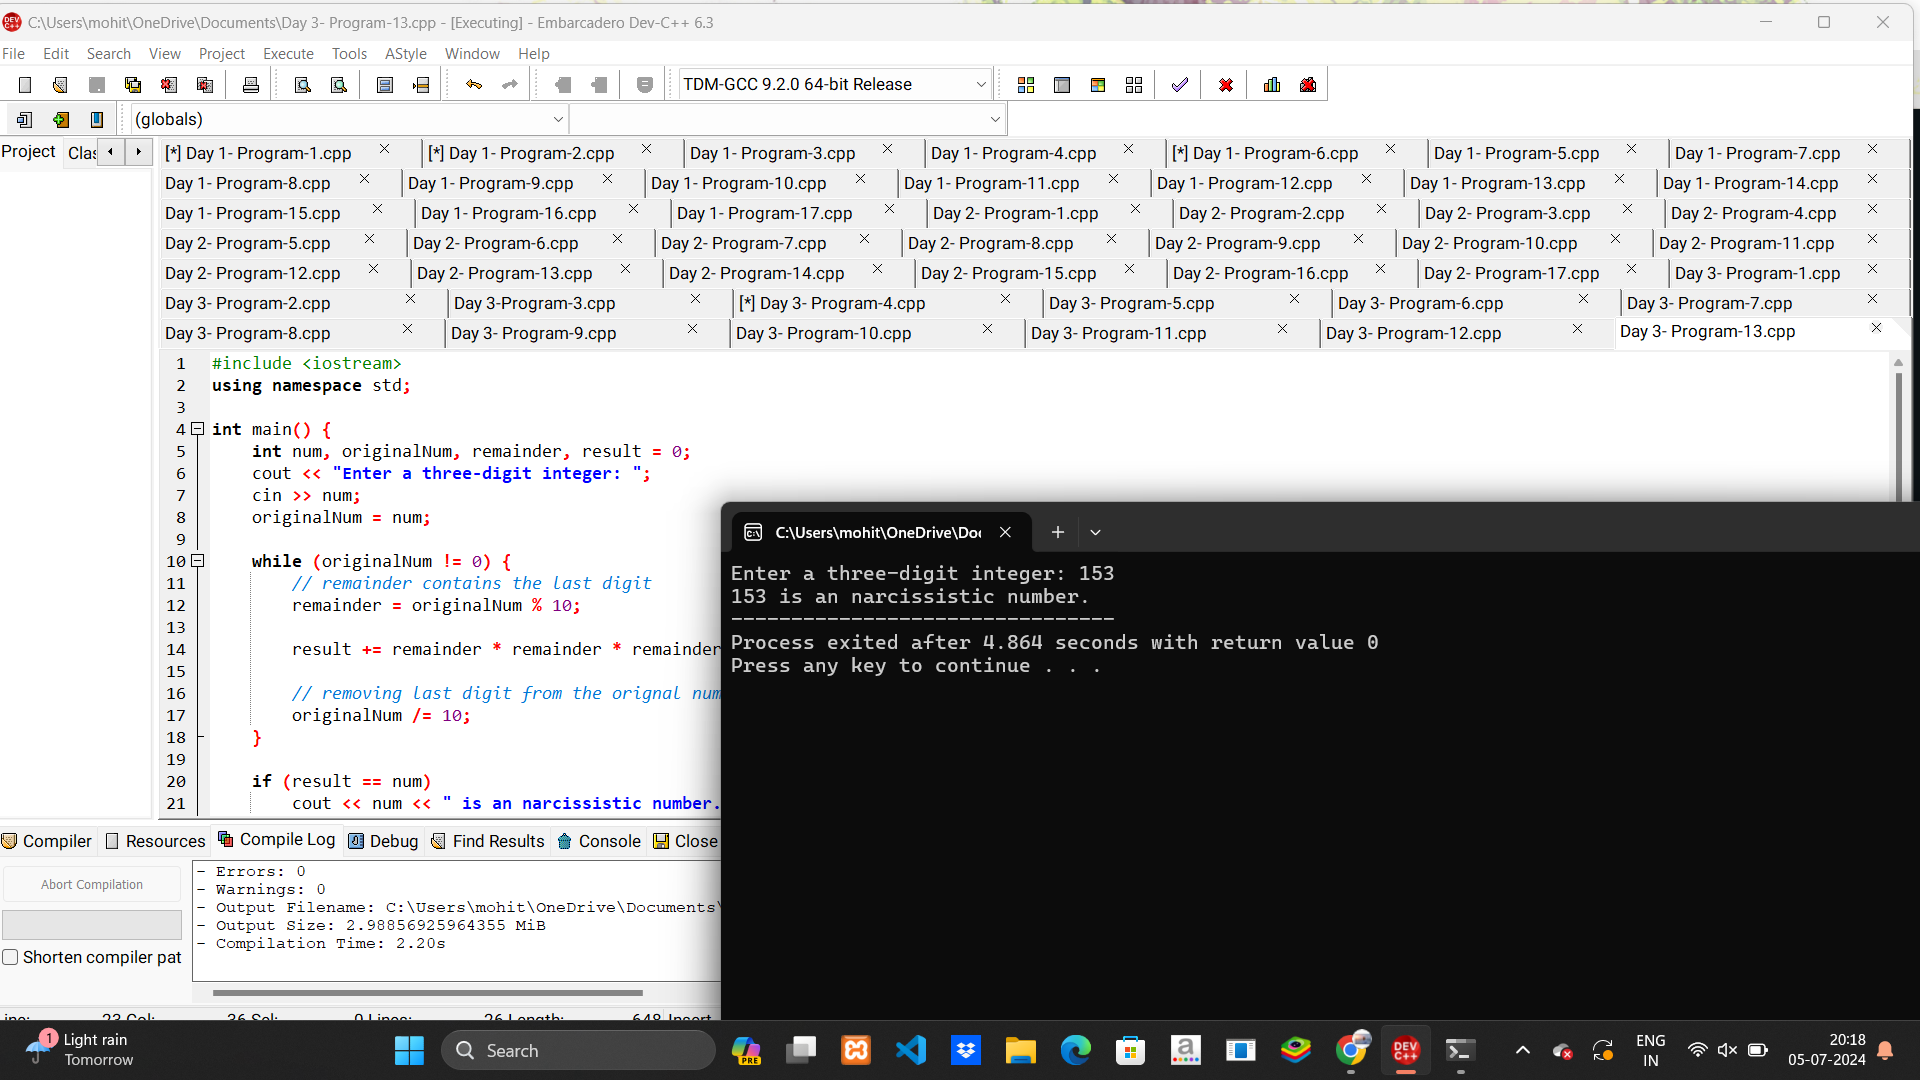 C:\Users\mohit\OneDrive\Documents\Day 3- Program-13.cpp - [Executing] - Embarcadero Dev-C++ 6.3
File Edit Search View Project Execute Tools AStyle Window Help
TDM-GCC 9.2.0 64-bit Release
(globals)
Project Clas
[*] Day 1- Program-1.cpp [*] Day 1- Program-2.cpp Day 1- Program-3.cpp Day 1- Program-4.cpp [*] Day 1- Program-6.cpp Day 1- Program-5.cpp Day 1- Program-7.cpp
Day 1- Program-8.cpp Day 1- Program-9.cpp Day 1- Program-10.cpp Day 1- Program-11.cpp Day 1- Program-12.cpp Day 1- Program-13.cpp Day 1- Program-14.cpp
Day 1- Program-15.cpp Day 1- Program-16.cpp Day 1- Program-17.cpp Day 2- Program-1.cpp Day 2- Program-2.cpp Day 2- Program-3.cpp Day 2- Program-4.cpp
Day 2- Program-5.cpp Day 2- Program-6.cpp Day 2- Program-7.cpp Day 2- Program-8.cpp Day 2- Program-9.cpp Day 2- Program-10.cpp Day 2- Program-11.cpp
Day 2- Program-12.cpp Day 2- Program-13.cpp Day 2- Program-14.cpp Day 2- Program-15.cpp Day 2- Program-16.cpp Day 2- Program-17.cpp Day 3- Program-1.cpp
Day 3- Program-2.cpp Day 3-Program-3.cpp [*] Day 3- Program-4.cpp Day 3- Program-5.cpp Day 3- Program-6.cpp Day 3- Program-7.cpp
Day 3- Program-8.cpp Day 3- Program-9.cpp Day 3- Program-10.cpp Day 3- Program-11.cpp Day 3- Program-12.cpp Day 3- Program-13.cpp
1 #include <iostream>
2 using namespace std;
3
4 int main() {
5 int num, originalNum, remainder, result = 0;
6 cout << "Enter a three-digit integer: ";
7 cin >> num;
8 originalNum = num;
9
10 while (originalNum != 0) {
11 // remainder contains the last digit
12 remainder = originalNum % 10;
13
14 result += remainder * remainder * remainder
15
16 // removing last digit from the orignal num
17 originalNum /= 10;
18 }
19
20 if (result == num)
21 cout << num << " is an narcissistic number.
C:\Users\mohit\OneDrive\Doc
Enter a three-digit integer: 153
153 is an narcissistic number.
--------------------------------
Process exited after 4.864 seconds with return value 0
Press any key to continue . . .
Compiler Resources Compile Log Debug Find Results Console Close
Abort Compilation
Shorten compiler pat
- Errors: 0
- Warnings: 0
- Output Filename: C:\Users\mohit\OneDrive\Documents\
- Output Size: 2.98856925964355 MiB
- Compilation Time: 2.20s
23 Col: 36 Sel: 0 Lines: 26 Length: 648 Insert
1 Light rain
Tomorrow
Search
PRE
DEV C++
ENG
IN
20:18
05-07-2024